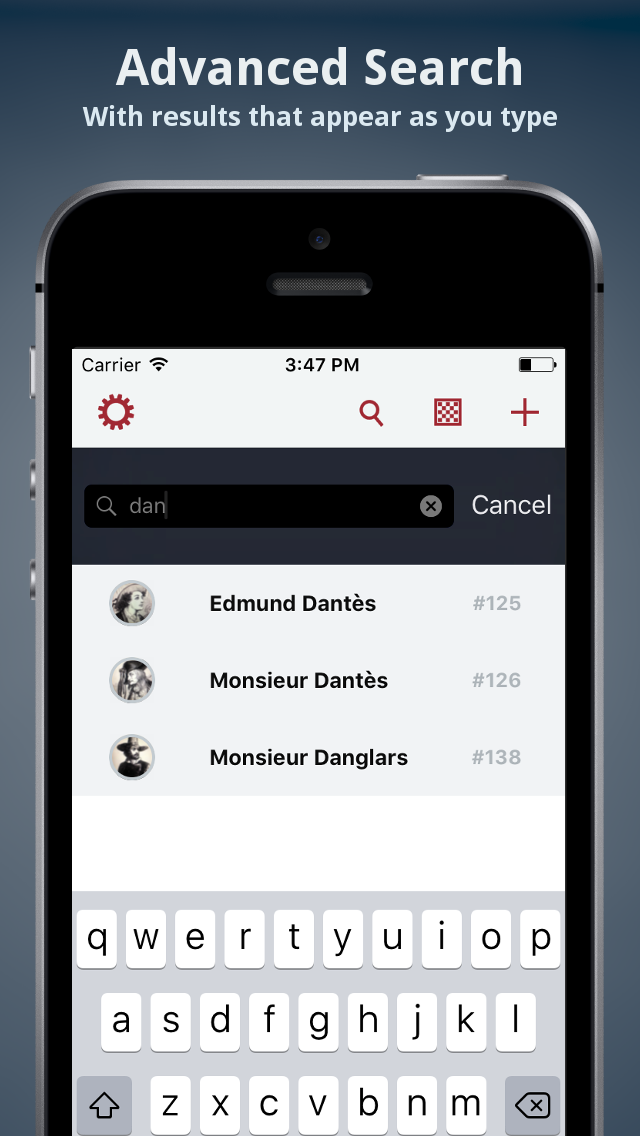 Advanced Search
With results that appear as you type
Carrier 3:47 PM
dan Cancel
Edmund Dantès #125
Monsieur Dantès #126
Monsieur Danglars #138
q w e r t y u i o p
a s d f g h j k l
z x c v b n m